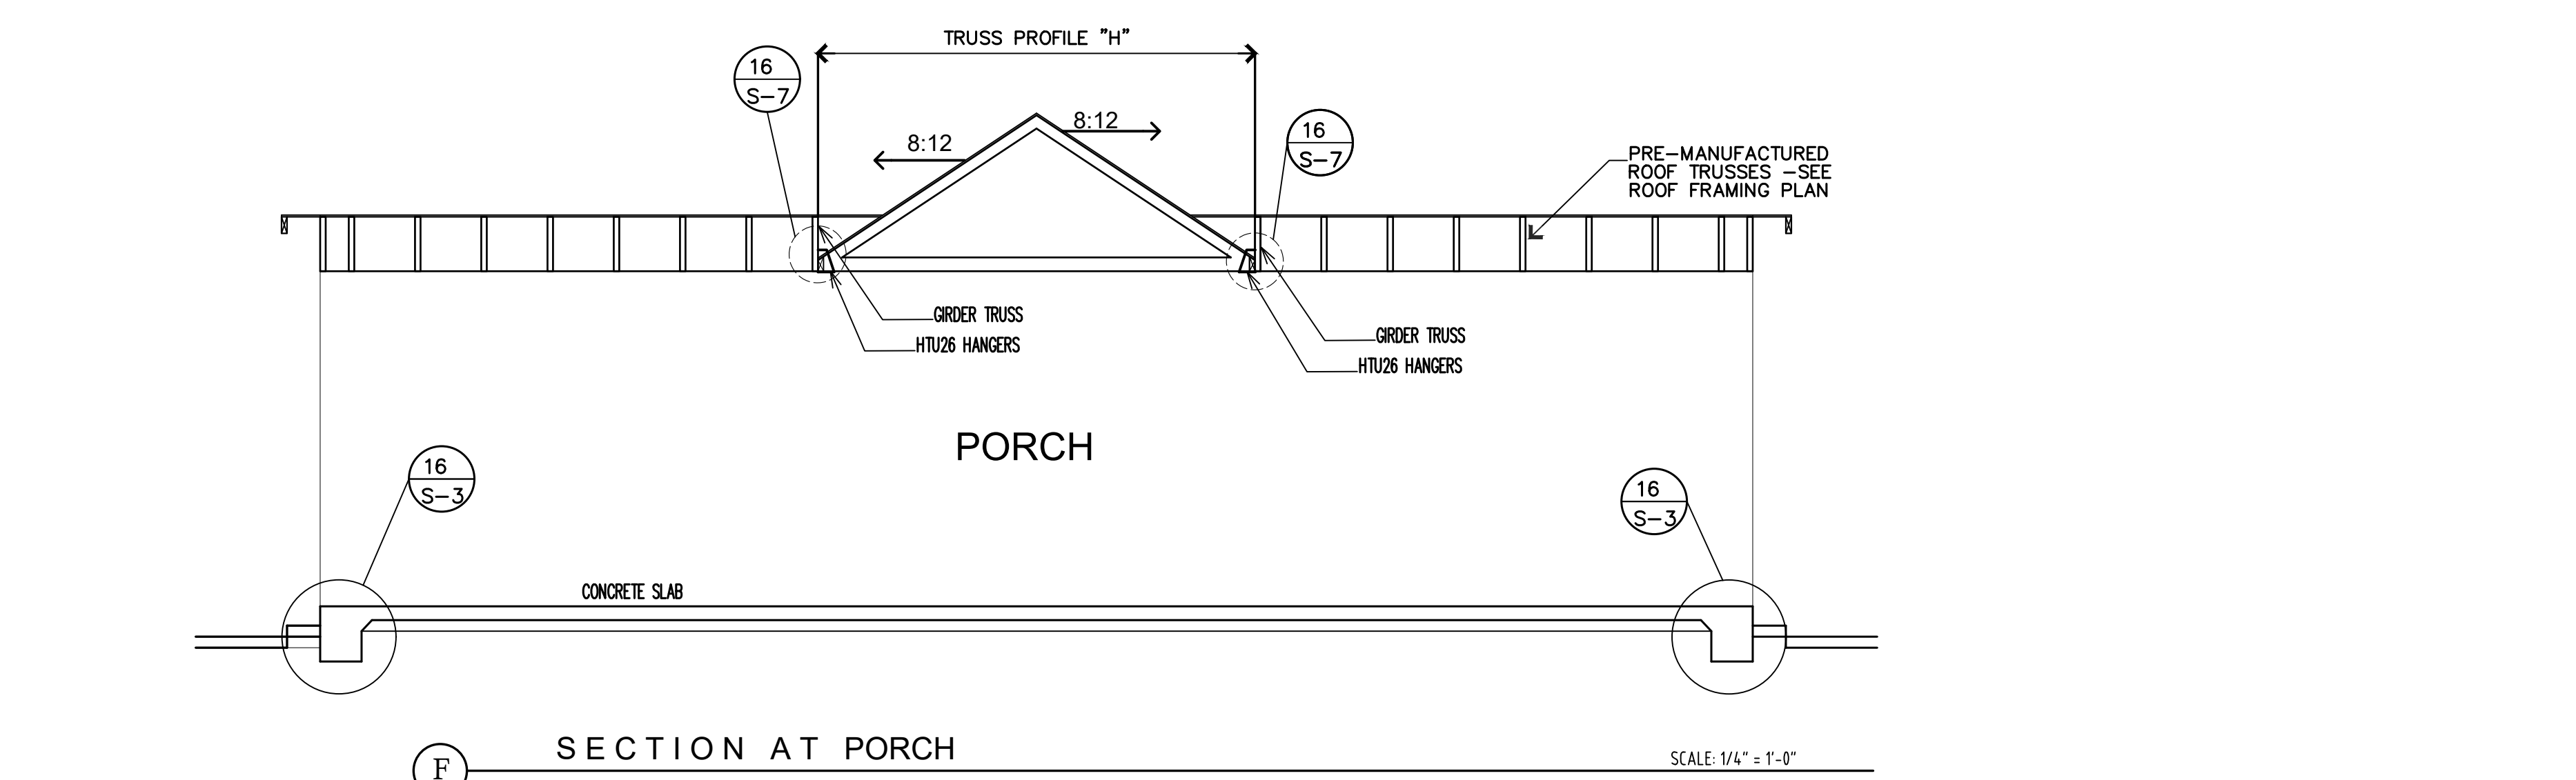 TRUSS PROFILE "H"
16
S-7
8:12
8:12
16
S-7
PRE-MANUFACTURED
ROOF TRUSSES -SEE
ROOF FRAMING PLAN
GIRDER TRUSS
HTU26 HANGERS
GIRDER TRUSS
HTU26 HANGERS
PORCH
16
S-3
16
S-3
CONCRETE SLAB
SECTION AT PORCH
SCALE: 1/4" = 1'-0"
F